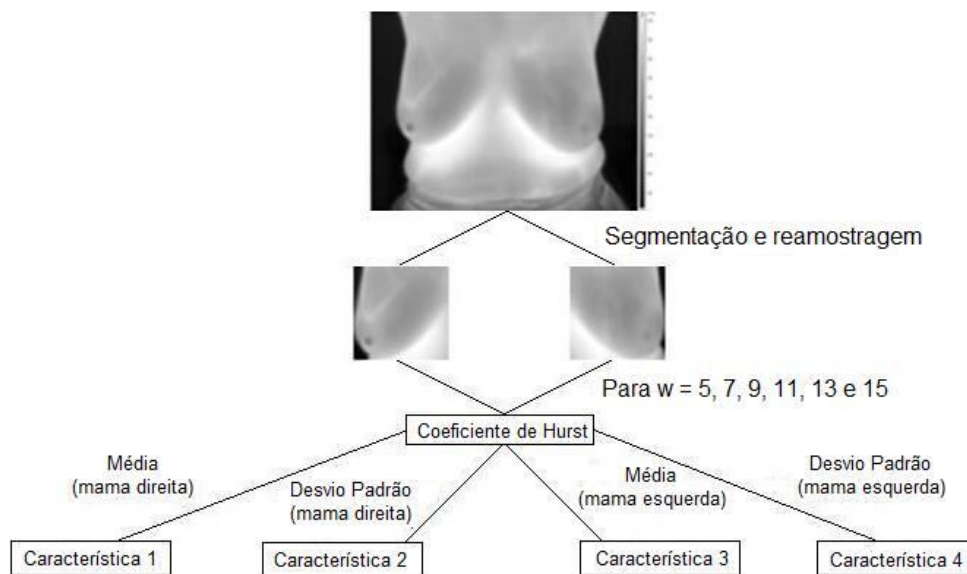 Segmentação e reamostragem
Para w = 5, 7, 9, 11, 13 e 15
Coeficiente de Hurst
Média
(mama direita)
Desvio Padrão
(mama direita)
Média
(mama esquerda)
Desvio Padrão
(mama esquerda)
Característica 1
Característica 2
Característica 3
Característica 4